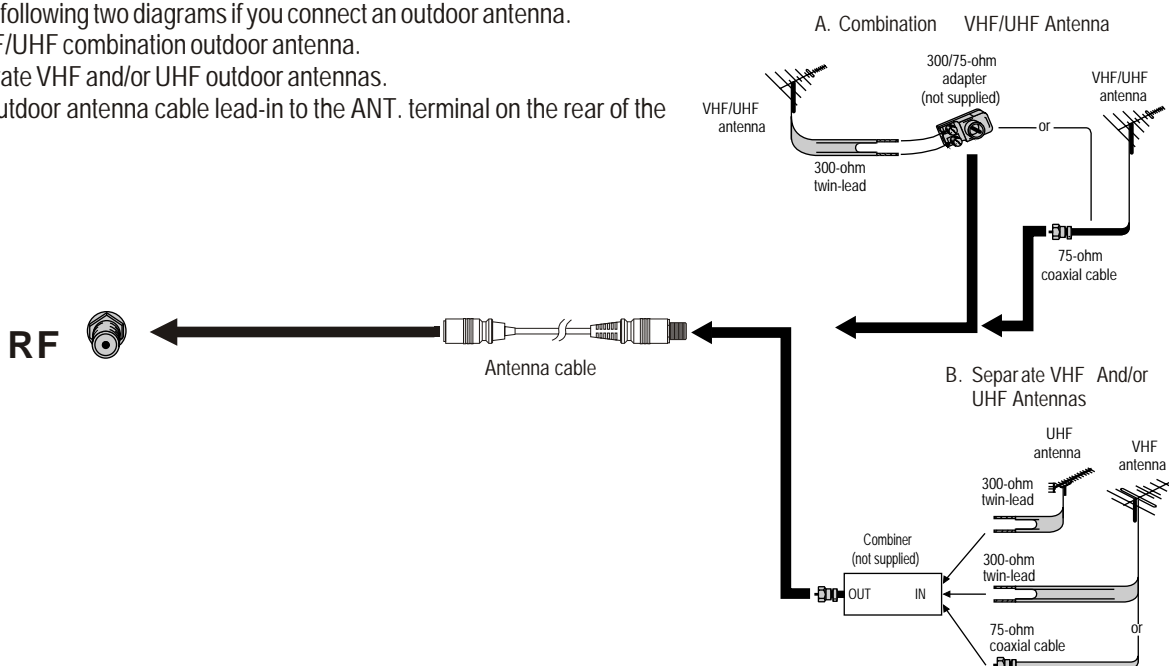 following two diagrams if you connect an outdoor antenna.
F/UHF combination outdoor antenna.
rate VHF and/or UHF outdoor antennas.
utdoor antenna cable lead-in to the ANT. terminal on the rear of the
A. Combination VHF/UHF Antenna
300/75-ohm
adapter
(not supplied)
VHF/UHF
antenna
VHF/UHF
antenna
or
300-ohm
twin-lead
75-ohm
coaxial cable
RF
Antenna cable
B. Separate VHF And/or
UHF Antennas
UHF
antenna
VHF
antenna
300-ohm
twin-lead
Combiner
(not supplied)
OUT IN
300-ohm
twin-lead
75-ohm
coaxial cable
or